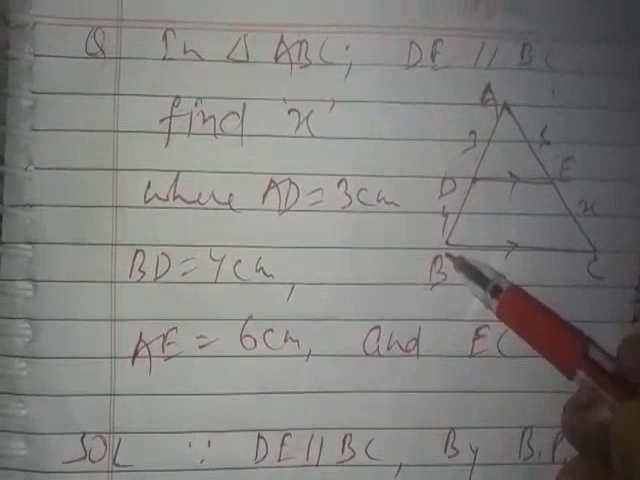 Q In Δ ABC; DE // BC
find 'x'
where AD = 3cm
BD = 4cm,
AE = 6cm, and EC
SOL ∵ DE // BC, By B.P.
A
3
D E
4 x
B C